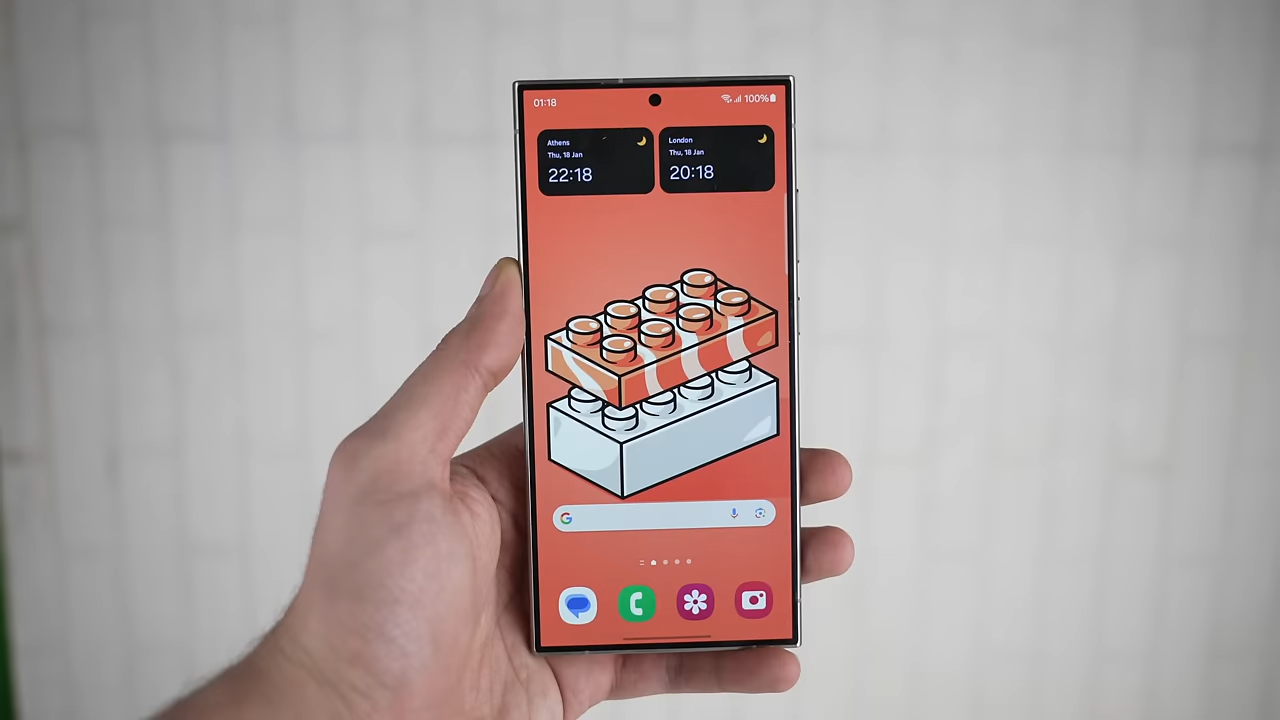 01:18
100%
Athens
Thu, 18 Jan
22:18
London
Thu, 18 Jan
20:18
G